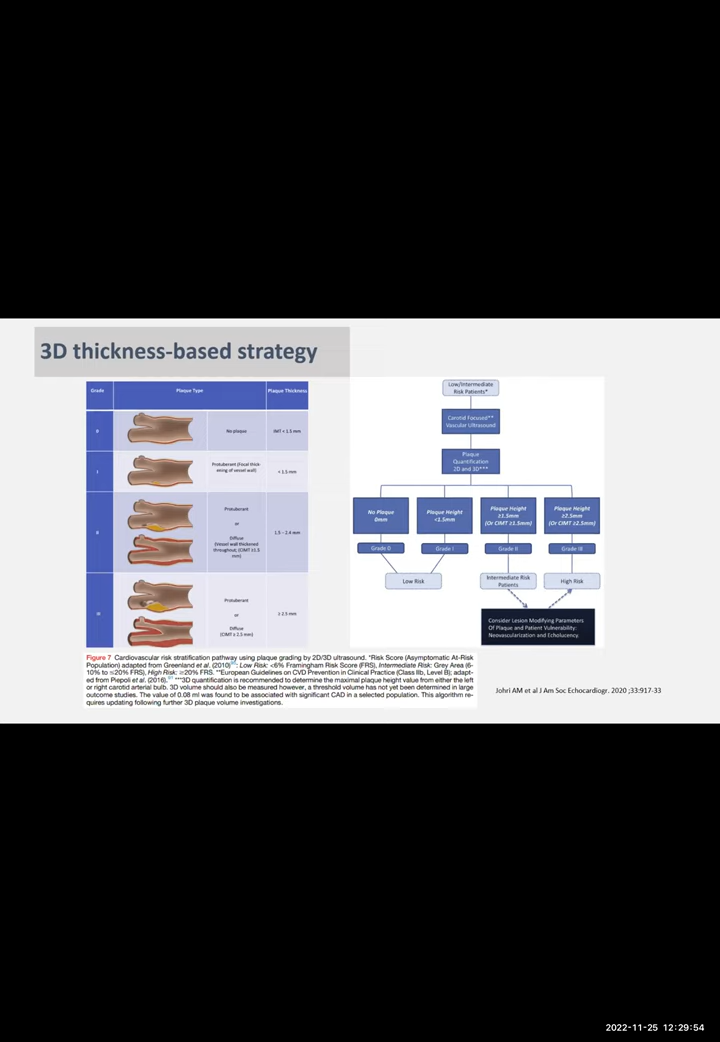 3D thickness-based strategy
Grade
Plaque Type
Plaque Thickness
0
No plaque
IMT < 1.5 mm
I
Protuberant (Focal thick-
ening of vessel wall)
< 1.5 mm
II
Protuberant
or
Diffuse
(Vessel wall thickened
throughout; (CIMT ≥1.5
mm)
1.5 – 2.4 mm
III
Protuberant
or
Diffuse
≥ 2.5 mm
Low/Intermediate
Risk Patients*
Carotid Focused**
Vascular Ultrasound
Plaque
Quantification
2D and 3D***
No Plaque
0mm
Plaque Height
<1.5mm
Plaque Height
≥1.5mm
(Or CIMT ≥1.5mm)
Plaque Height
≥2.5mm
(Or CIMT ≥2.5mm)
Grade 0
Grade I
Grade II
Grade III
Low Risk
Intermediate Risk
Patients
High Risk
Consider Lesion Modifying Parameters
Of Plaque and Patient Vulnerability:
Neovascularization and Echolucency.
Figure 7 Cardiovascular risk stratification pathway using plaque grading by 2D/3D ultrasound. *Risk Score (Asymptomatic At-Risk
Population) adapted from Greenland et al. (2010): Low Risk: <6% Framingham Risk Score (FRS), Intermediate Risk: Grey Area (6-
10% to ≤20% FRS), High Risk: ≥20% FRS. **European Guidelines on CVD Prevention in Clinical Practice (Class IIb, Level B); adapt-
ed from Piepoli et al. (2016). ***3D quantification is recommended to determine the maximal plaque height value from either the left
or right carotid arterial bulb. 3D volume should also be measured however, a threshold volume has not yet been determined in large
outcome studies. The value of 0.08 ml was found to be associated with significant CAD in a selected population. This algorithm re-
quires updating following further 3D plaque volume investigations.
Johri AM et al J Am Soc Echocardiogr. 2020 ;33:917-33
2022-11-25 12:29:54